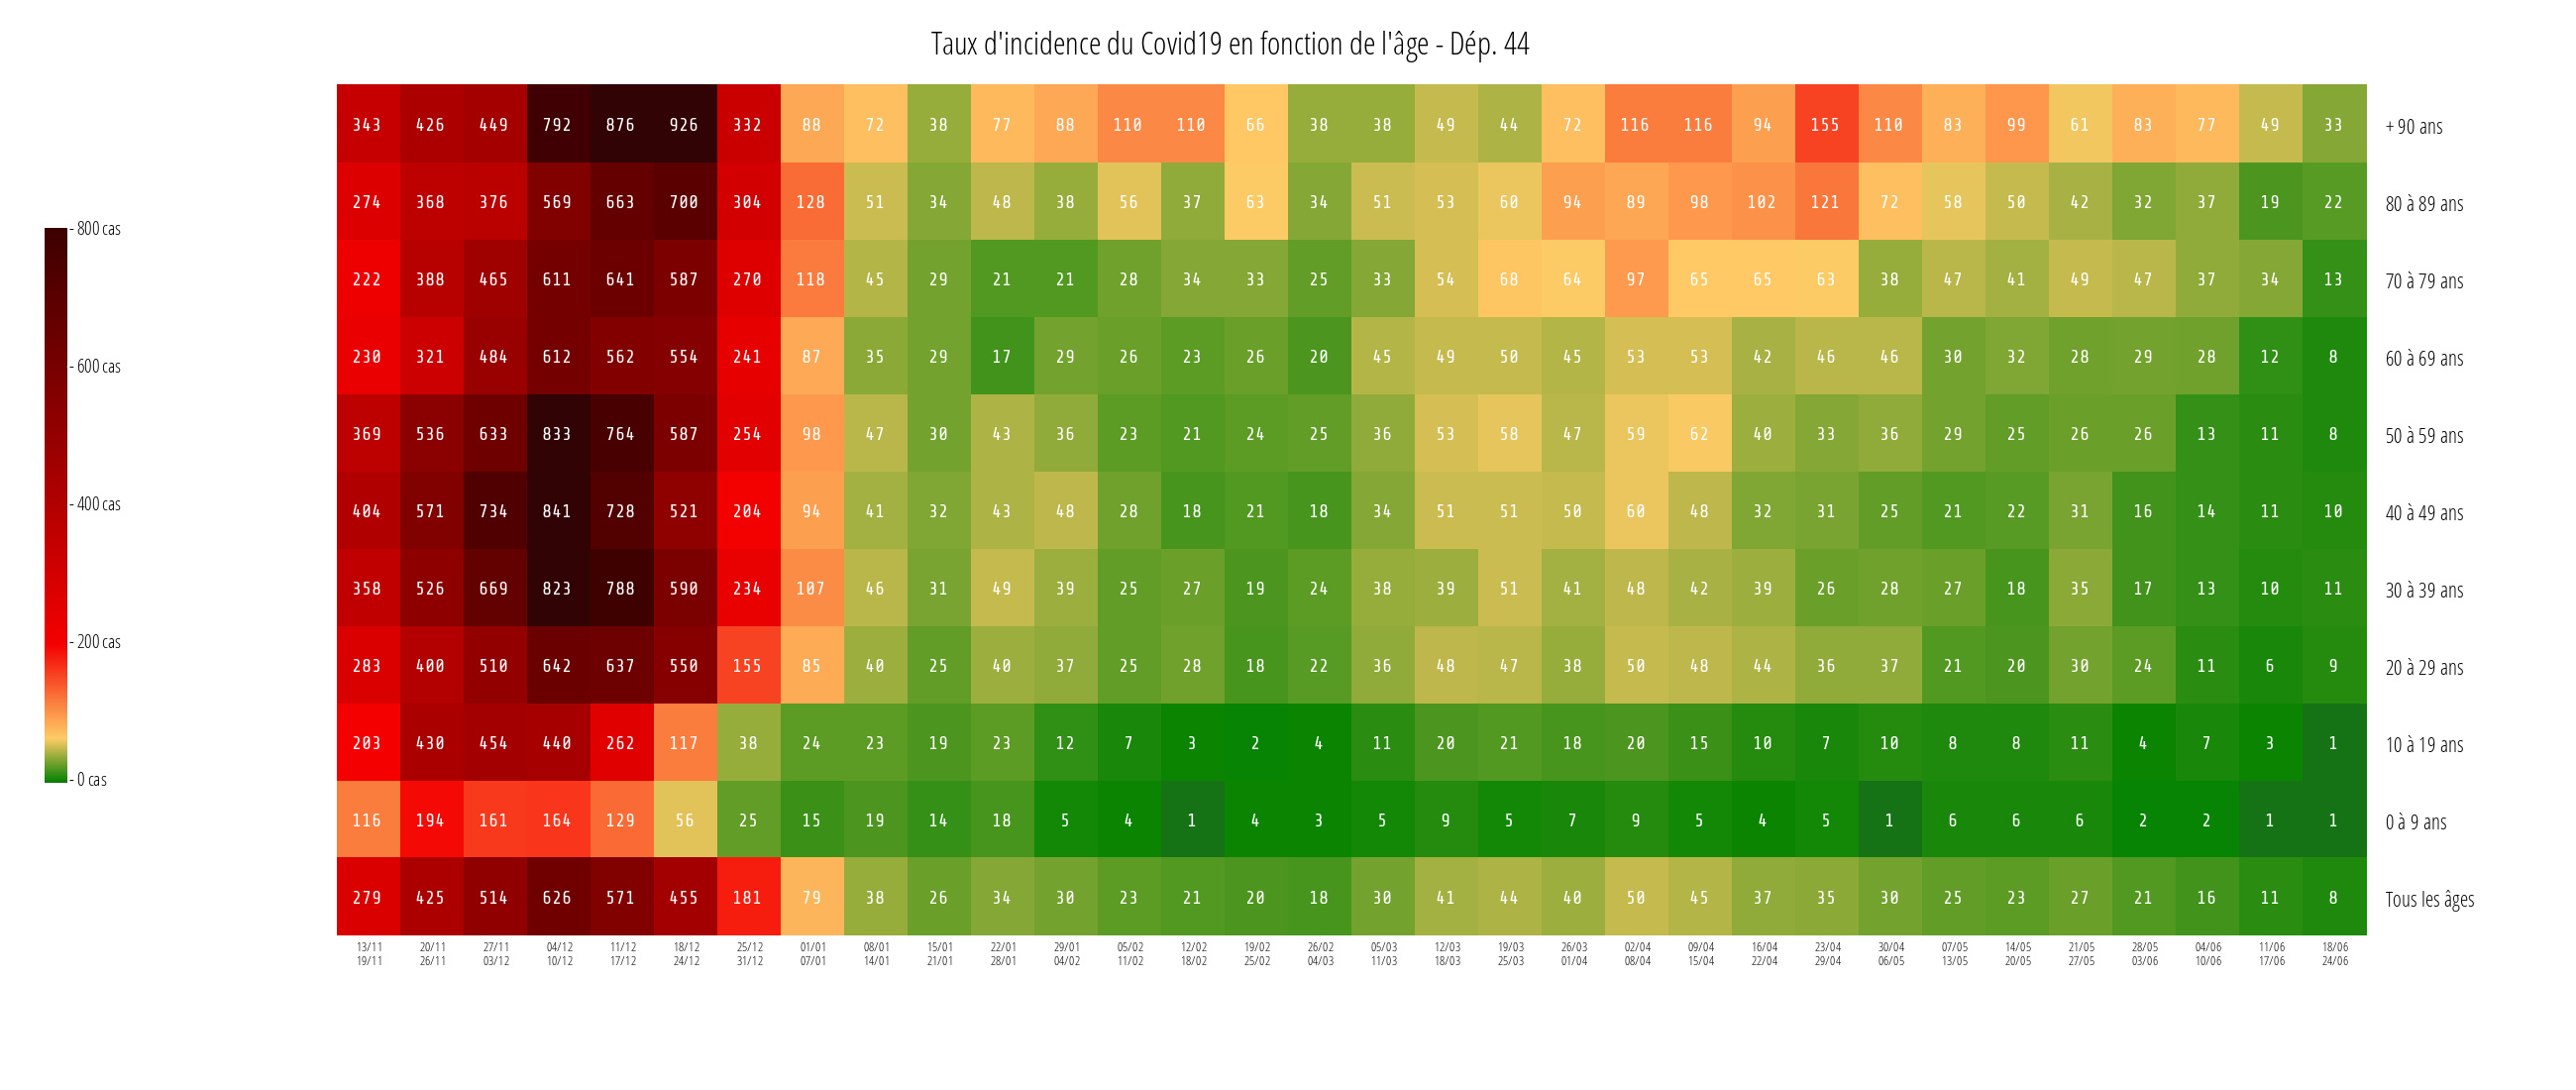 Taux d'incidence du Covid19 en fonction de l'âge - Dép. 44
343 426 449 792 876 926 332 88 72 38 77 88 110 110 66 38 38 49 44 72 116 116 94 155 110 83 99 61 83 77 49 33 + 90 ans
274 368 376 569 663 700 304 128 51 34 48 38 56 37 63 34 51 53 60 94 89 98 102 121 72 58 50 42 32 37 19 22 80 à 89 ans
- 800 cas
222 388 465 611 641 587 270 118 45 29 21 21 28 34 33 25 33 54 68 64 97 65 65 63 38 47 41 49 47 37 34 13 70 à 79 ans
230 321 484 612 562 554 241 87 35 29 17 29 26 23 26 20 45 49 50 45 53 53 42 46 46 30 32 28 29 28 12 8 60 à 69 ans
- 600 cas
369 536 633 833 764 587 254 98 47 30 43 36 23 21 24 25 36 53 58 47 59 62 40 33 36 29 25 26 26 13 11 8 50 à 59 ans
- 400 cas
404 571 734 841 728 521 204 94 41 32 43 48 28 18 21 18 34 51 51 50 60 48 32 31 25 21 22 31 16 14 11 10 40 à 49 ans
358 526 669 823 788 590 234 107 46 31 49 39 25 27 19 24 38 39 51 41 48 42 39 26 28 27 18 35 17 13 10 11 30 à 39 ans
- 200 cas
283 400 510 642 637 550 155 85 40 25 40 37 25 28 18 22 36 48 47 38 50 48 44 36 37 21 20 30 24 11 6 9 20 à 29 ans
203 430 454 440 262 117 38 24 23 19 23 12 7 3 2 4 11 20 21 18 20 15 10 7 10 8 8 11 4 7 3 1 10 à 19 ans
- 0 cas
116 194 161 164 129 56 25 15 19 14 18 5 4 1 4 3 5 9 5 7 9 5 4 5 1 6 6 6 2 2 1 1 0 à 9 ans
279 425 514 626 571 455 181 79 38 26 34 30 23 21 20 18 30 41 44 40 50 45 37 35 30 25 23 27 21 16 11 8 Tous les âges
13/11 20/11 27/11 04/12 11/12 18/12 25/12 01/01 08/01 15/01 22/01 29/01 05/02 12/02 19/02 26/02 05/03 12/03 19/03 26/03 02/04 09/04 16/04 23/04 30/04 07/05 14/05 21/05 28/05 04/06 11/06 18/06
19/11 26/11 03/12 10/12 17/12 24/12 31/12 07/01 14/01 21/01 28/01 04/02 11/02 18/02 25/02 04/03 11/03 18/03 25/03 01/04 08/04 15/04 22/04 29/04 06/05 13/05 20/05 27/05 03/06 10/06 17/06 24/06